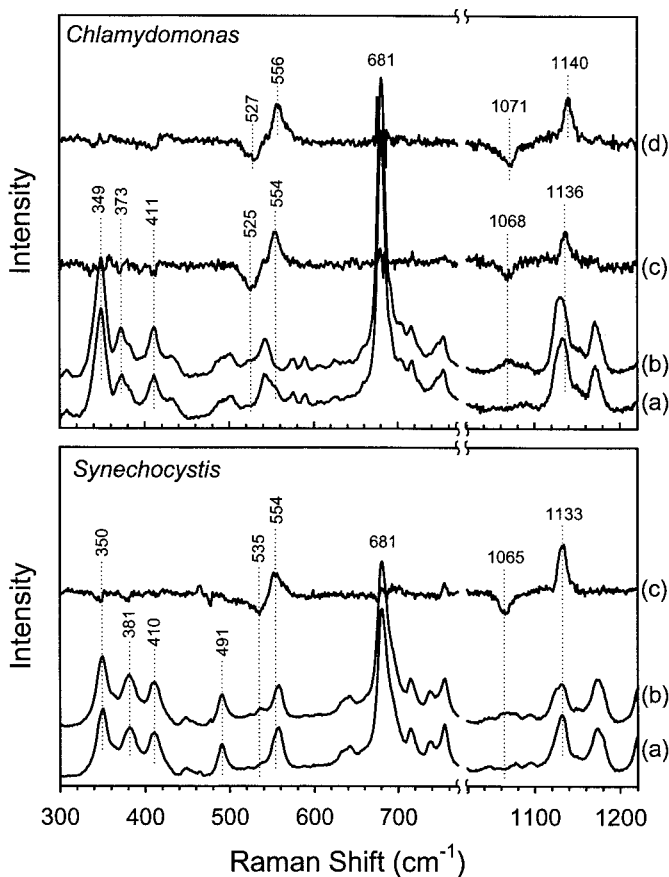 Chlamydomonas
556
681
1140
527
1071
(d)
349
373
411
554
525
1068
1136
(c)
(b)
(a)
Intensity
Synechocystis
554
350
535
681
1133
381
410
491
1065
(c)
(b)
(a)
Intensity
300 400 500 600 700 1100 1200
Raman Shift (cm-1)